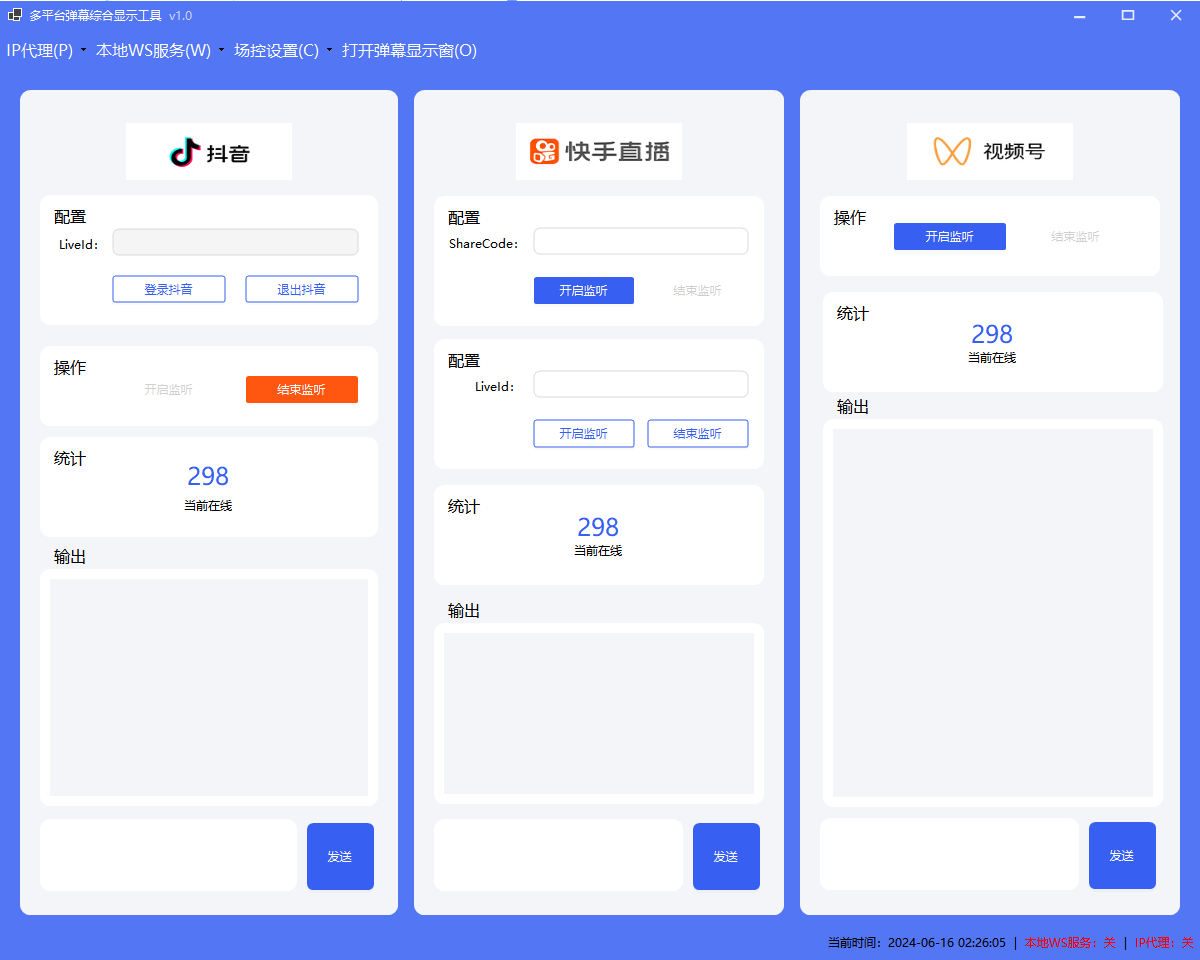 多平台弹幕综合显示工具 v1.0
IP代理(P) 本地WS服务(W) 场控设置(C) 打开弹幕显示窗(O)
抖音
配置
LiveId:
登录抖音 退出抖音
操作
开启监听 结束监听
统计
298
当前在线
输出
发送
快手直播
配置
ShareCode:
开启监听 结束监听
配置
LiveId:
开启监听 结束监听
统计
298
当前在线
输出
发送
视频号
操作
开启监听 结束监听
统计
298
当前在线
输出
发送
当前时间：2024-06-16 02:26:05 | 本地WS服务：关 | IP代理：关